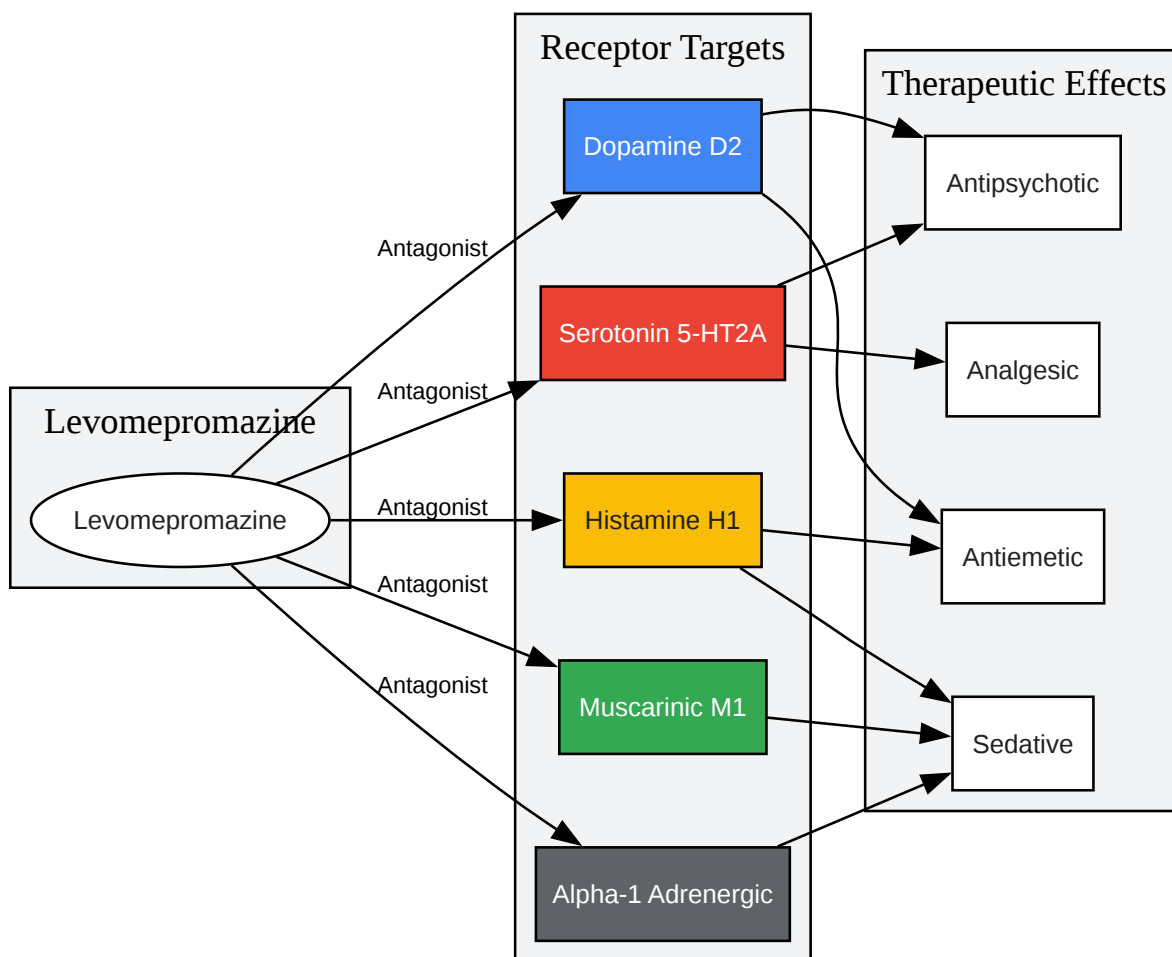 Levomepromazine
Levomepromazine
Antagonist
Antagonist
Antagonist
Antagonist
Antagonist
Receptor Targets
Dopamine D2
Serotonin 5-HT2A
Histamine H1
Muscarinic M1
Alpha-1 Adrenergic
Therapeutic Effects
Antipsychotic
Analgesic
Antiemetic
Sedative